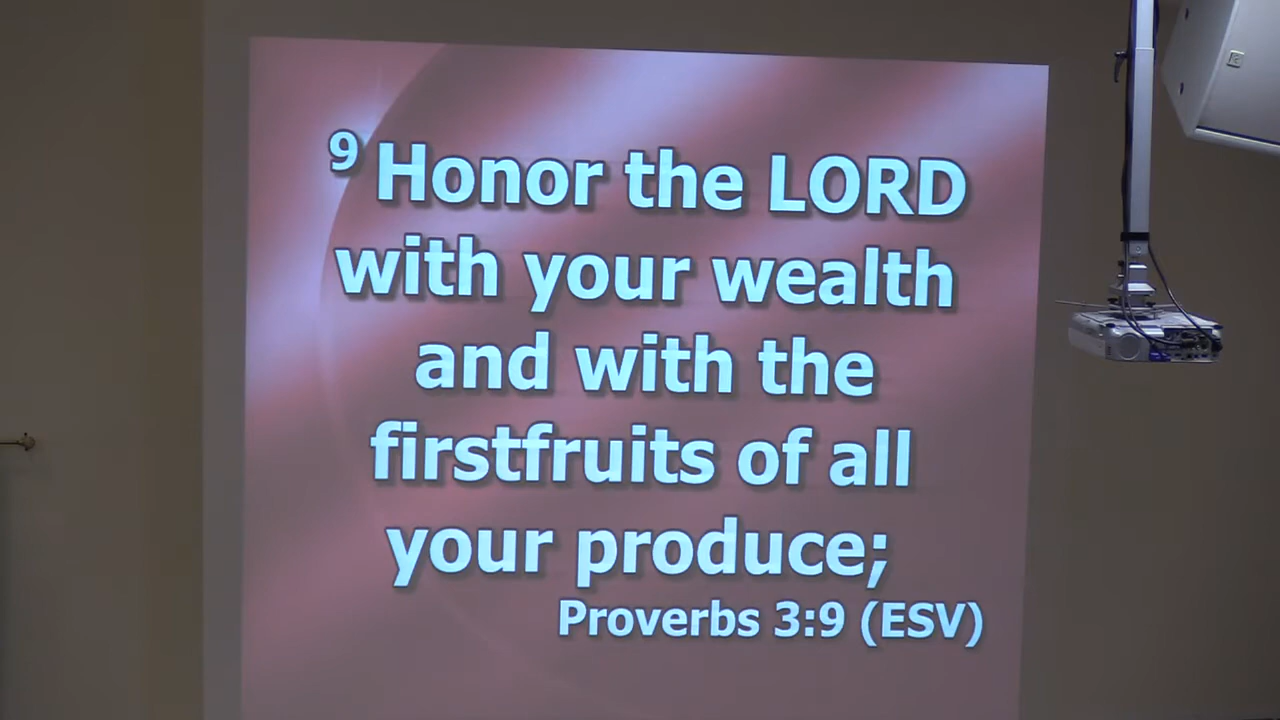 9 Honor the LORD
with your wealth
and with the
firstfruits of all
your produce;
Proverbs 3:9 (ESV)